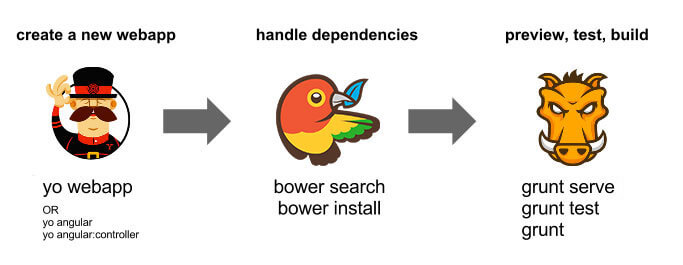 create a new webapp
handle dependencies
preview, test, build
yo webapp
OR
yo angular
yo angular:controller
bower search
bower install
grunt serve
grunt test
grunt